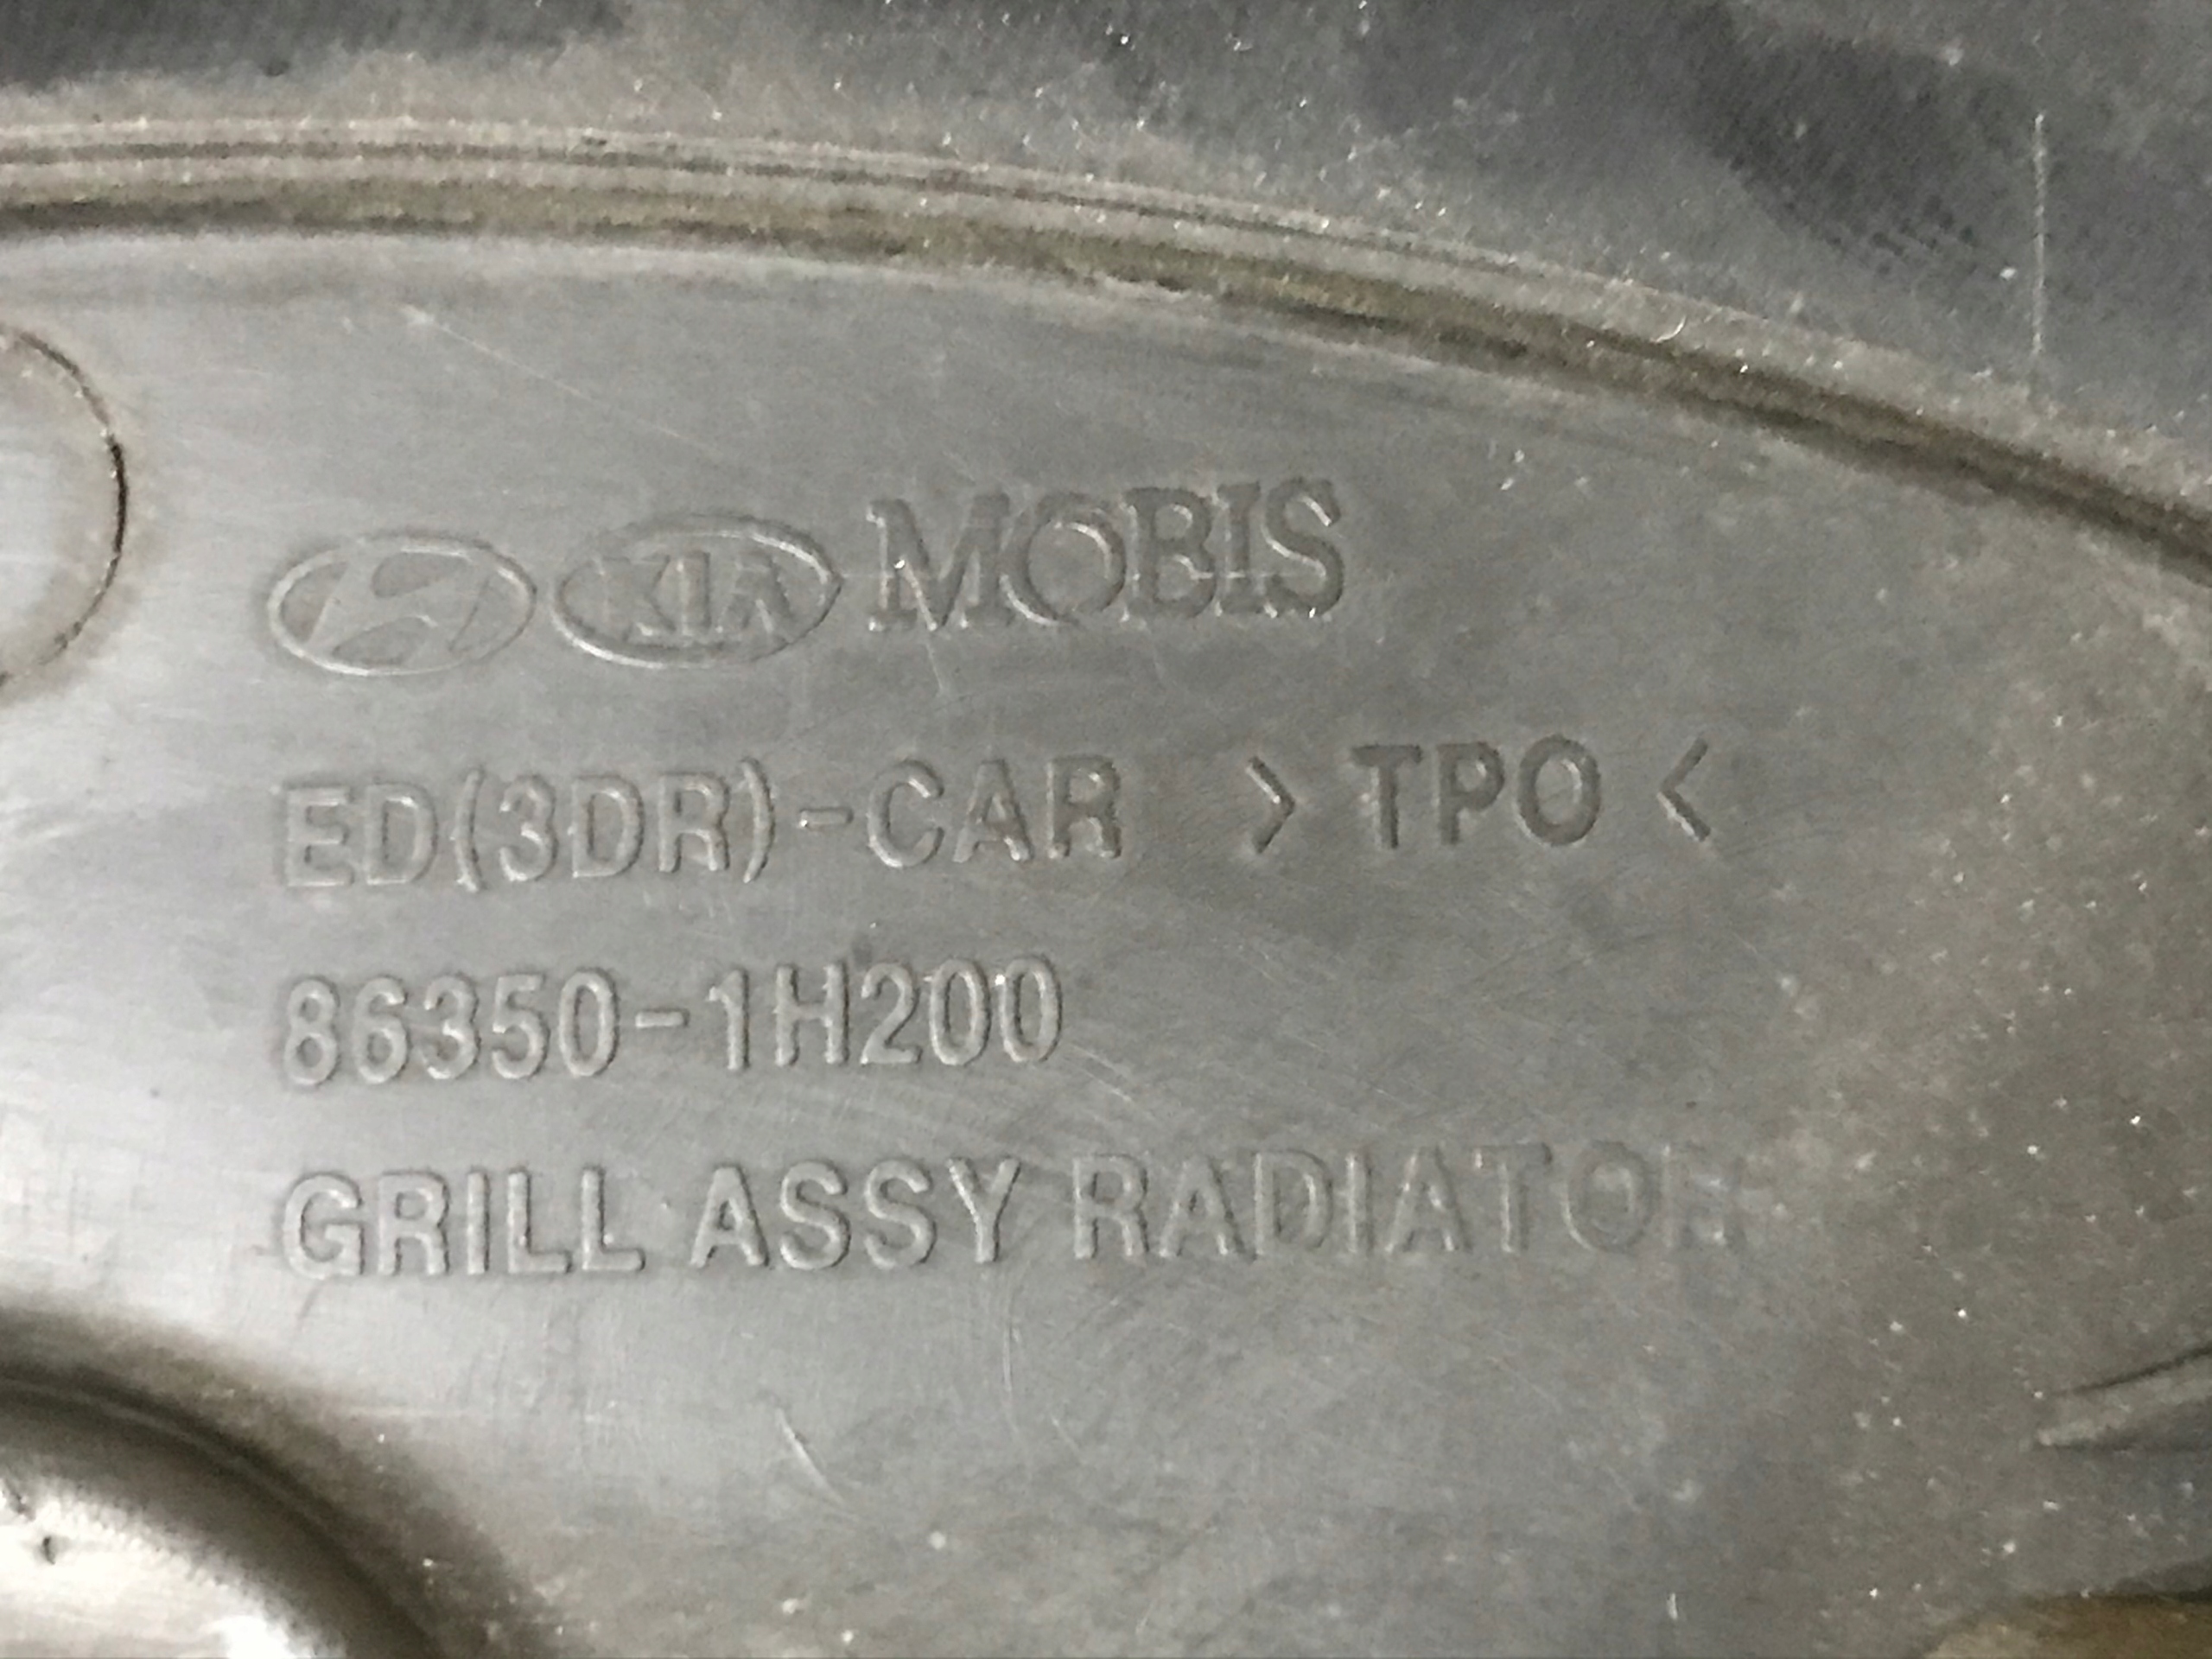 KIA MOBIS
ED(3DR)-CAR >TPO<
86350-1H200
GRILL ASSY RADIATOR